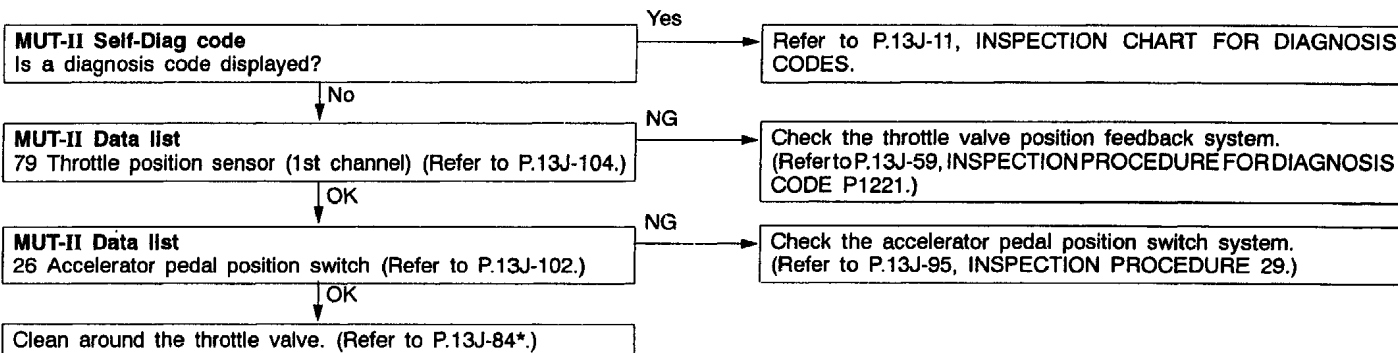 Yes
MUT-II Self-Diag code
Is a diagnosis code displayed?
Refer to P.13J-11, INSPECTION CHART FOR DIAGNOSIS
CODES.
No
MUT-II Data list
79 Throttle position sensor (1st channel) (Refer to P.13J-104.)
NG
Check the throttle valve position feedback system.
(Refer to P.13J-59, INSPECTION PROCEDURE FOR DIAGNOSIS
CODE P1221.)
OK
MUT-II Data list
26 Accelerator pedal position switch (Refer to P.13J-102.)
NG
Check the accelerator pedal position switch system.
(Refer to P.13J-95, INSPECTION PROCEDURE 29.)
OK
Clean around the throttle valve. (Refer to P.13J-84*.)